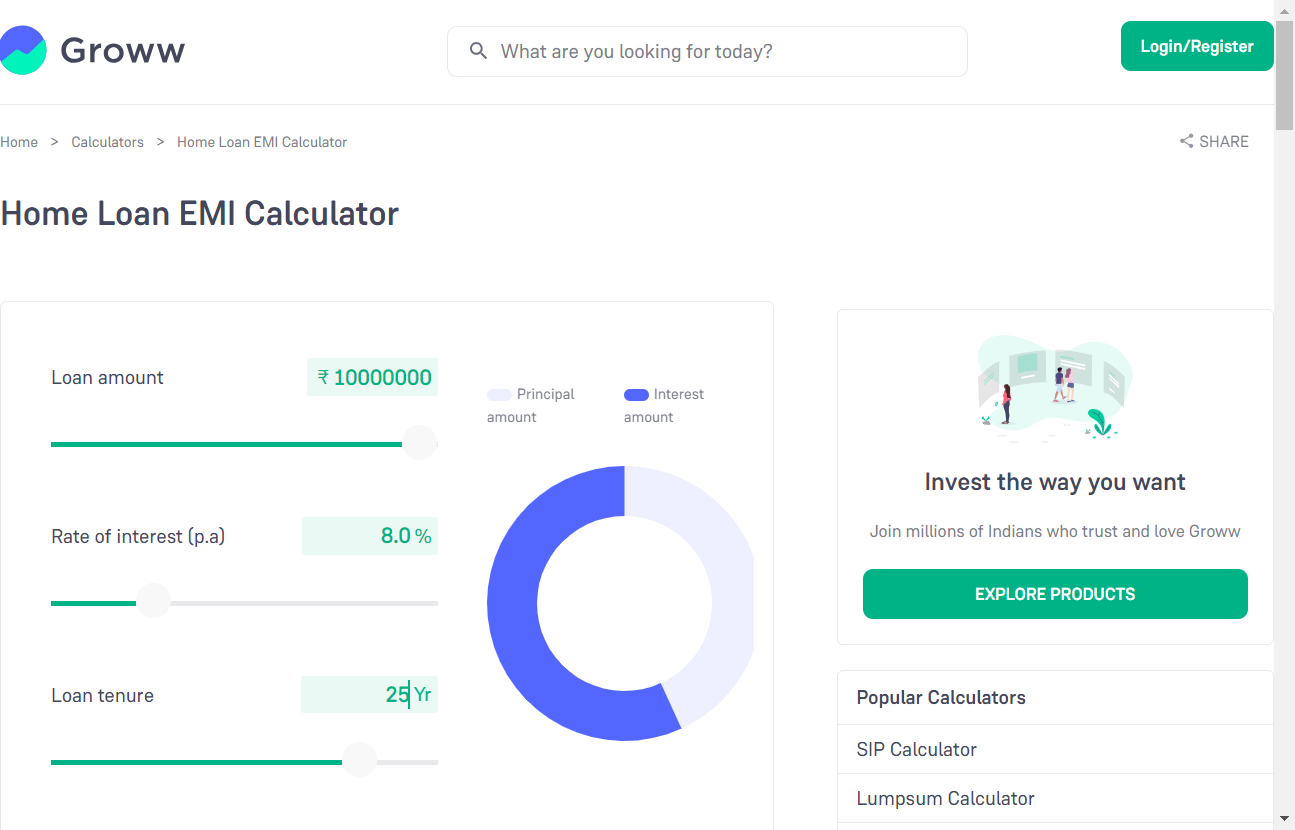 Groww
What are you looking for today?
Login/Register
Home > Calculators > Home Loan EMI Calculator
SHARE
Home Loan EMI Calculator
Loan amount
₹ 10000000
Rate of interest (p.a)
8.0 %
Loan tenure
25 Yr
Principal
amount
Interest
amount
Invest the way you want
Join millions of Indians who trust and love Groww
EXPLORE PRODUCTS
Popular Calculators
SIP Calculator
Lumpsum Calculator